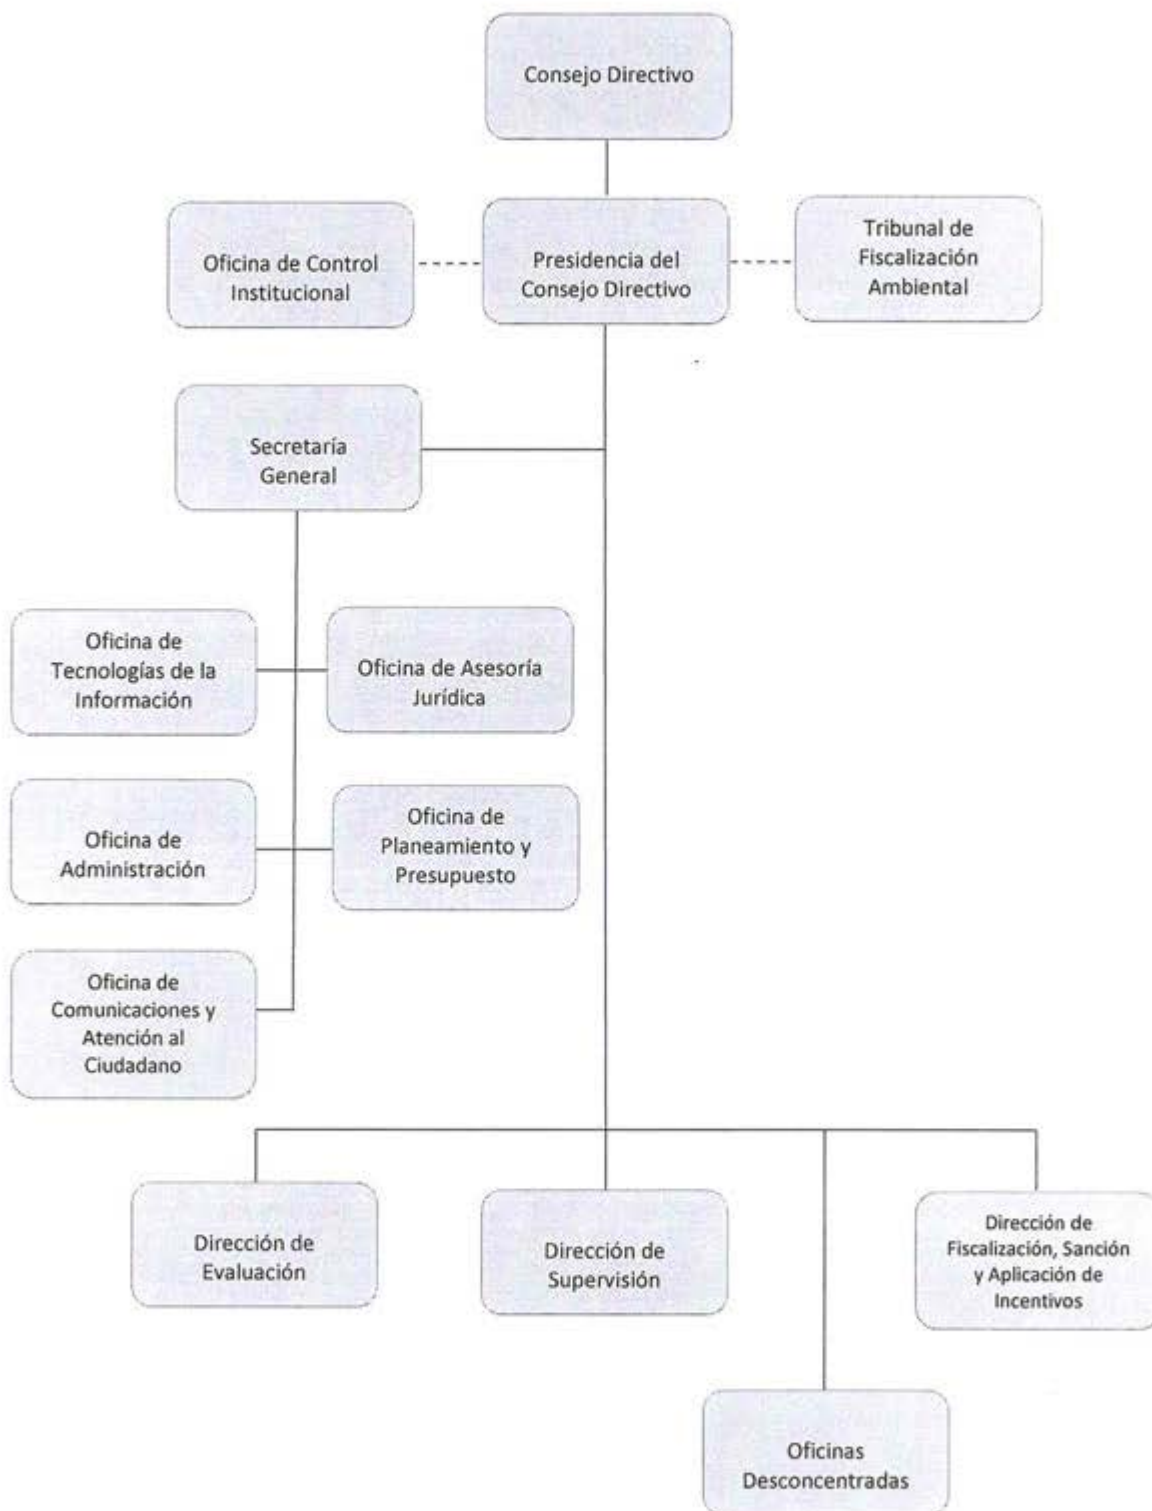 Consejo Directivo
Oficina de Control
Institucional
Presidencia del
Consejo Directivo
Tribunal de
Fiscalización
Ambiental
Secretaría
General
Oficina de
Tecnologías de la
Información
Oficina de Asesoría
Jurídica
Oficina de
Administración
Oficina de
Planeamiento y
Presupuesto
Oficina de
Comunicaciones y
Atención al
Ciudadano
Dirección de
Evaluación
Dirección de
Supervisión
Dirección de
Fiscalización, Sanción
y Aplicación de
Incentivos
Oficinas
Desconcentradas